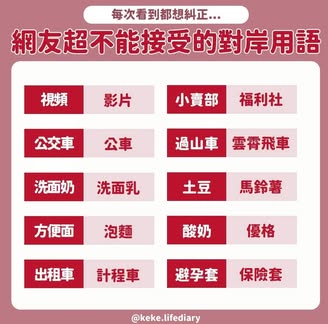 每次看到都想糾正...
網友超不能接受的對岸用語
視頻 影片 小賣部 福利社
公交車 公車 過山車 雲霄飛車
洗面奶 洗面乳 土豆 馬鈴薯
方便面 泡麵 酸奶 優格
出租車 計程車 避孕套 保險套
@keke.lifediary